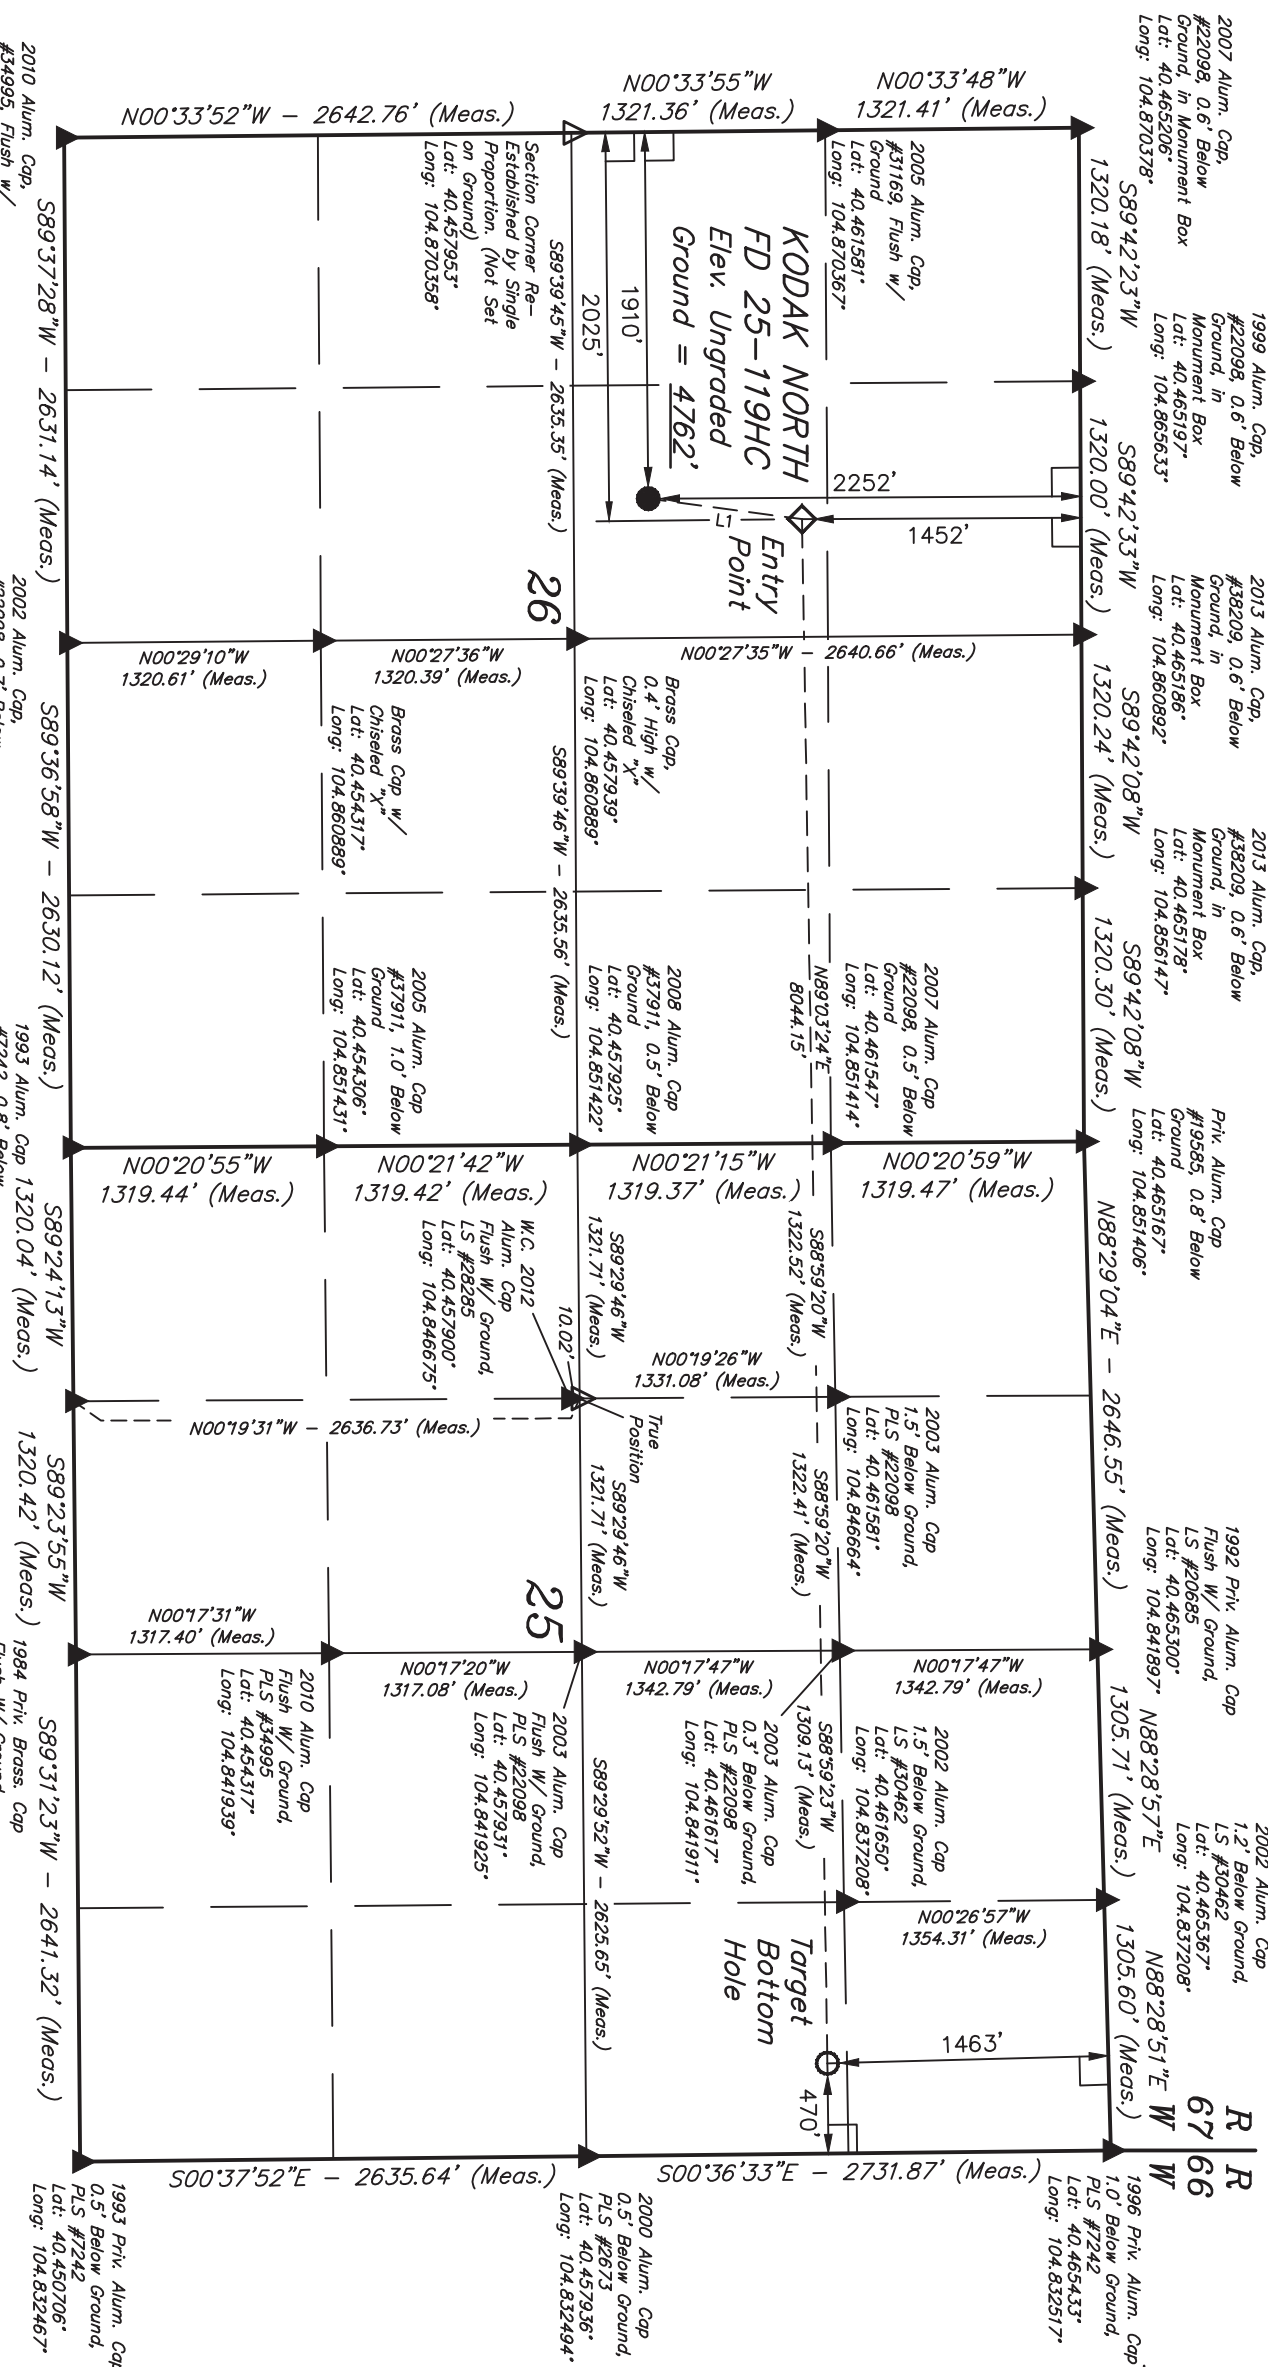 2007 Alum. Cap,
#22098, 0.6' Below
Ground, in Monument Box
Lat: 40.465206°
Long: 104.870378°
1999 Alum. Cap,
#22098, 0.6' Below
Ground, in
Monument Box
Lat: 40.465197°
Long: 104.865633°
2013 Alum. Cap,
#38209, 0.6' Below
Ground, in
Monument Box
Lat: 40.465186°
Long: 104.860892°
2013 Alum. Cap,
#38209, 0.6' Below
Ground, in
Monument Box
Lat: 40.465178°
Long: 104.856147°
Priv. Alum. Cap
#19585, 0.8' Below
Ground
Lat: 40.465167°
Long: 104.851406°
1992 Priv. Alum. Cap
Flush W/ Ground,
LS #20685
Lat: 40.465300°
Long: 104.841897°
2002 Alum. Cap
1.2' Below Ground,
LS #30462
Lat: 40.465367°
Long: 104.837208°
R R
67 66
W W
1996 Priv. Alum. Cap
1.0' Below Ground,
PLS #7242
Lat: 40.465433°
Long: 104.832517°
S89°42'23"W
1320.18' (Meas.)
S89°42'33"W
1320.00' (Meas.)
S89°42'08"W
1320.24' (Meas.)
S89°42'08"W
1320.30' (Meas.)
N88°29'04"E – 2646.55' (Meas.)
N88°28'57"E
1305.71' (Meas.)
N88°28'51"E
1305.60' (Meas.)
N00°33'48"W
1321.41' (Meas.)
2252'
1452'
N00°20'59"W
1319.47' (Meas.)
N00°17'47"W
1342.79' (Meas.)
N00°26'57"W
1354.31' (Meas.)
1463'
2005 Alum. Cap,
#31169, Flush w/
Ground
Lat: 40.461581°
Long: 104.870367°
2007 Alum. Cap
#22098, 0.5' Below
Ground
Lat: 40.461547°
Long: 104.851414°
2003 Alum. Cap
1.5' Below Ground,
PLS #22098
Lat: 40.461581°
Long: 104.846664°
2002 Alum. Cap
1.5' Below Ground,
LS #30462
Lat: 40.461650°
Long: 104.837208°
KODAK NORTH
FD 25–119HC
Elev. Ungraded
Ground = 4762'
Entry
Point
L1
N89°03'24"E
8044.15'
S88°59'20"W
1322.52' (Meas.)
S88°59'20"W
1322.41' (Meas.)
S88°59'23"W
1309.13' (Meas.)
Target
Bottom
Hole
470'
N00°33'55"W
1321.36' (Meas.)
1910'
2025'
N00°27'35"W – 2640.66' (Meas.)
Brass Cap,
0.4' High w/
Chiseled "X"
Lat: 40.457939°
Long: 104.860889°
2008 Alum. Cap
#37911, 0.5' Below
Ground
Lat: 40.457925°
Long: 104.851422°
N00°21'15"W
1319.37' (Meas.)
N00°19'26"W
1331.08' (Meas.)
N00°17'47"W
1342.79' (Meas.)
2003 Alum. Cap
0.3' Below Ground,
PLS #22098
Lat: 40.461617°
Long: 104.841911°
S00°36'33"E – 2731.87' (Meas.)
S89°29'46"W
1321.71' (Meas.)
True
Position
S89°29'46"W
1321.71' (Meas.)
S89°29'52"W – 2625.65' (Meas.)
2000 Alum. Cap
0.5' Below Ground,
PLS #2673
Lat: 40.457936°
Long: 104.832494°
S89°39'45"W – 2635.35' (Meas.)
26
S89°39'46"W – 2635.56' (Meas.)
10.02'
25
Section Corner Re–
Established by Single
Proportion. (Not Set
on Ground)
Lat: 40.457953°
Long: 104.870358°
W.C. 2012
Alum. Cap
Flush W/ Ground,
LS #28285
Lat: 40.457900°
Long: 104.846675°
2003 Alum. Cap
Flush W/ Ground,
PLS #22098
Lat: 40.457931°
Long: 104.841925°
N00°33'52"W – 2642.76' (Meas.)
N00°27'36"W
1320.39' (Meas.)
N00°21'42"W
1319.42' (Meas.)
N00°17'20"W
1317.08' (Meas.)
Brass Cap w/
Chiseled "X"
Lat: 40.454317°
Long: 104.860889°
2005 Alum. Cap
#37911, 1.0' Below
Ground
Lat: 40.454306°
Long: 104.851431°
2010 Alum. Cap
Flush W/ Ground,
PLS #34995
Lat: 40.454317°
Long: 104.841939°
N00°29'10"W
1320.61' (Meas.)
N00°20'55"W
1319.44' (Meas.)
N00°19'31"W – 2636.73' (Meas.)
N00°17'31"W
1317.40' (Meas.)
S00°37'52"E – 2635.64' (Meas.)
S89°37'28"W – 2631.14' (Meas.)
S89°36'58"W – 2630.12' (Meas.)
S89°24'13"W
1320.04' (Meas.)
S89°23'55"W
1320.42' (Meas.)
S89°31'23"W – 2641.32' (Meas.)
1993 Priv. Alum. Cap
0.5' Below Ground,
PLS #7242
Lat: 40.450706°
Long: 104.832467°
2010 Alum. Cap,
#34995, Flush w/
2002 Alum. Cap,
1993 Alum. Cap
#7242, 0.8' Below
1984 Priv. Brass. Cap
Flush W/ Ground